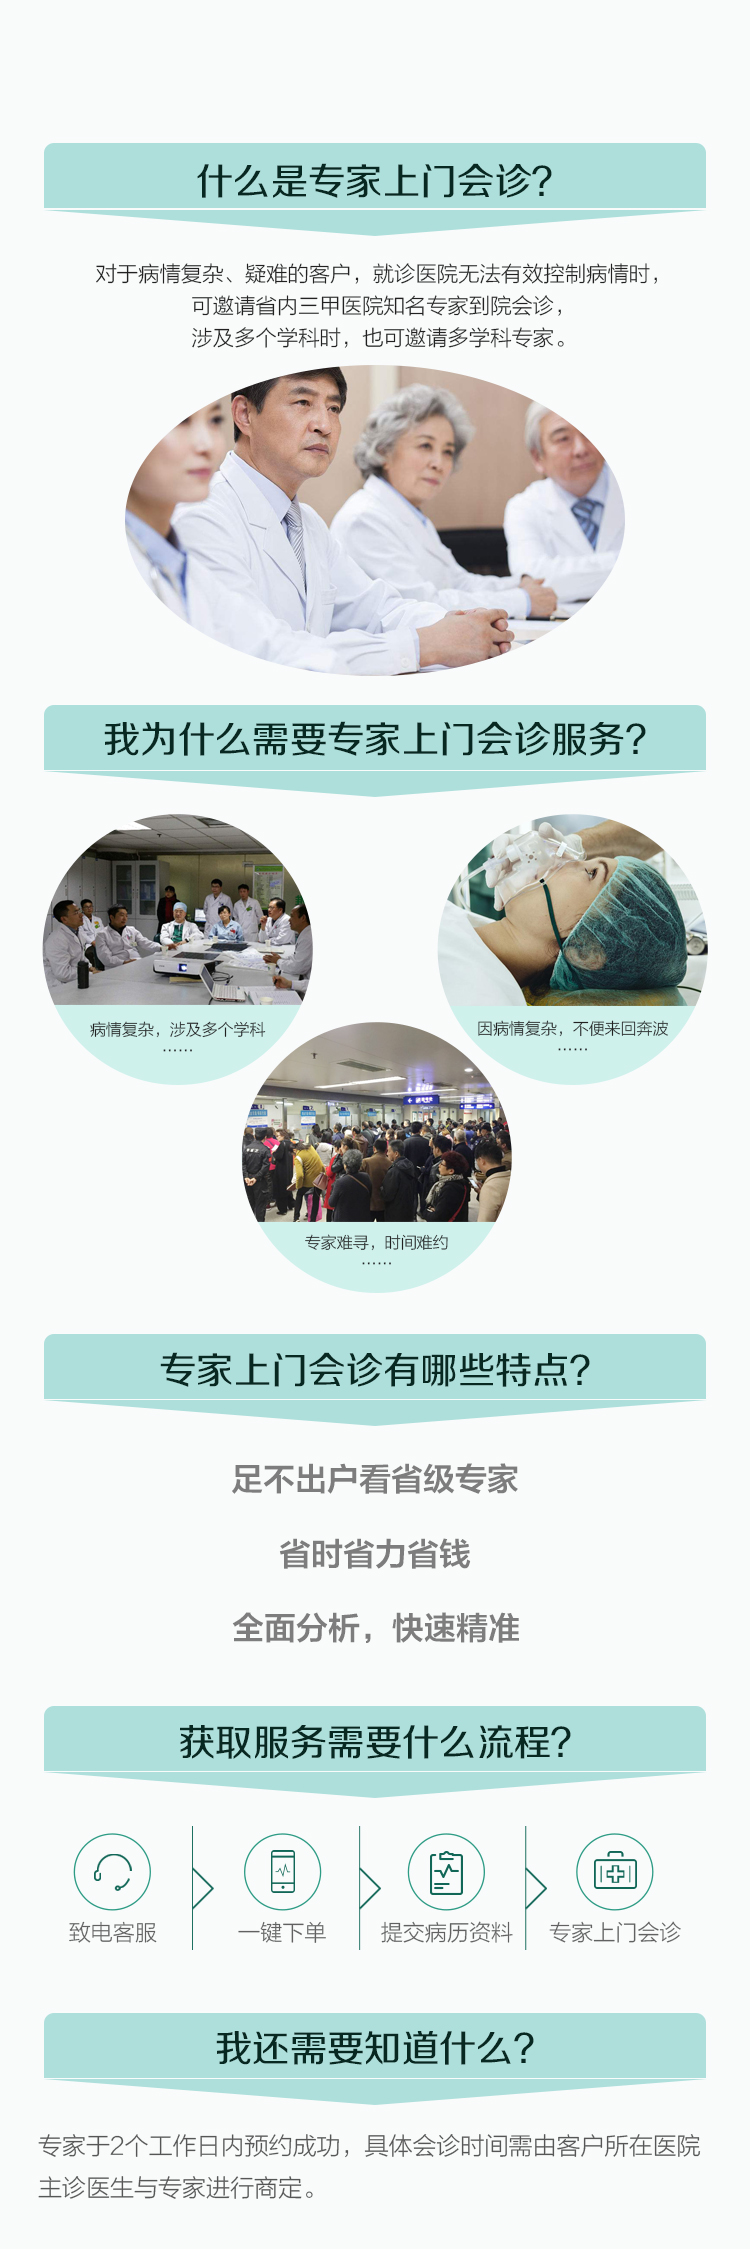 什么是专家上门会诊？
对于病情复杂、疑难的客户，就诊医院无法有效控制病情时，
可邀请省内三甲医院知名专家到院会诊，
涉及多个学科时，也可邀请多学科专家。
我为什么需要专家上门会诊服务？
病情复杂，涉及多个学科
……
因病情复杂，不便来回奔波
……
专家难寻，时间难约
……
专家上门会诊有哪些特点？
足不出户看省级专家
省时省力省钱
全面分析，快速精准
获取服务需要什么流程？
致电客服
一键下单
提交病历资料
专家上门会诊
我还需要知道什么？
专家于2个工作日内预约成功，具体会诊时间需由客户所在医院
主诊医生与专家进行商定。